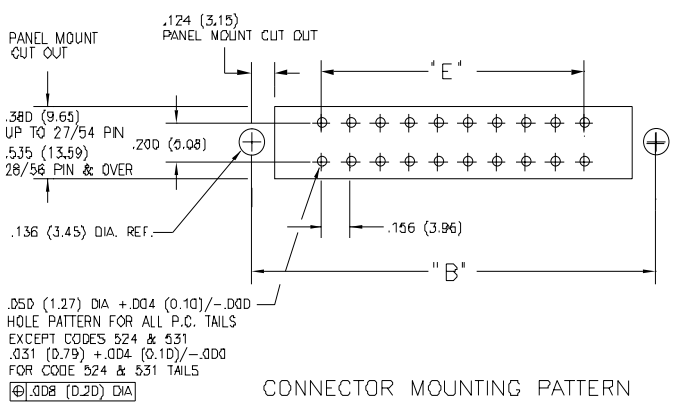 .124 (3.15)
PANEL MOUNT CUT OUT
PANEL MOUNT
CUT OUT
"E"
.380 (9.65)
UP TO 27/54 PIN
.200 (5.08)
.535 (13.59)
28/56 PIN & OVER
.136 (3.45) DIA. REF.
.156 (3.96)
"B"
.050 (1.27) DIA +.004 (0.10)/-.000
HOLE PATTERN FOR ALL P.C. TAILS
EXCEPT CODES 524 & 531
.031 (0.79) +.004 (0.10)/-.000
FOR CODE 524 & 531 TAILS
⌖ .008 (0.20) DIA
CONNECTOR MOUNTING PATTERN